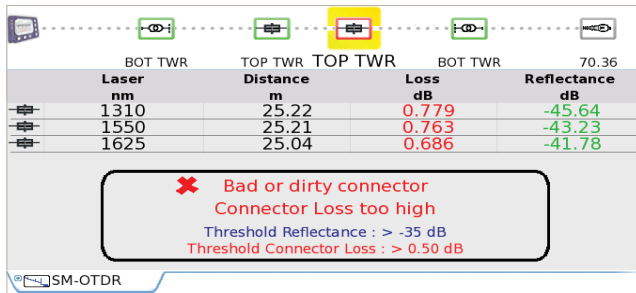 BOT TWR TOP TWR TOP TWR BOT TWR 70.36
Laser Distance Loss Reflectance
nm m dB dB
1310 25.22 0.779 -45.64
1550 25.21 0.763 -43.23
1625 25.04 0.686 -41.78
Bad or dirty connector
Connector Loss too high
Threshold Reflectance : > -35 dB
Threshold Connector Loss : > 0.50 dB
SM-OTDR